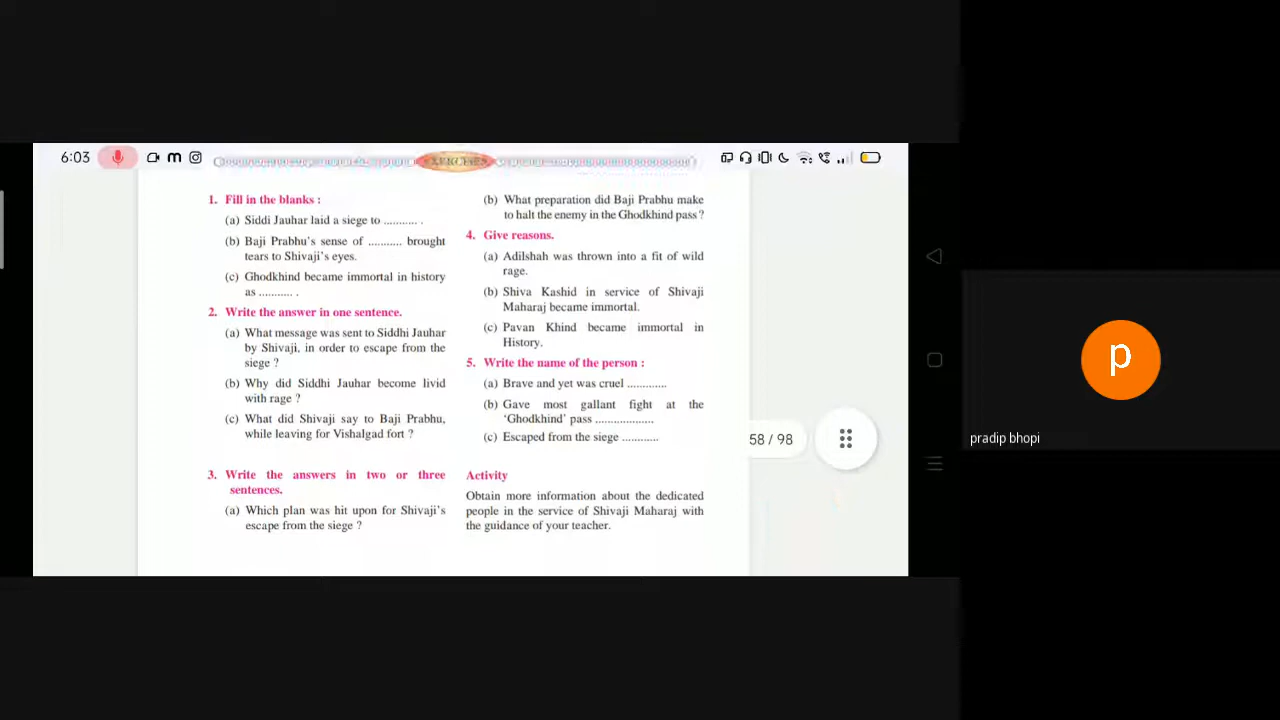 6:03
EXERCISES
1. Fill in the blanks :
(a) Siddi Jauhar laid a siege to ........... .
(b) Baji Prabhu's sense of .......... brought
tears to Shivaji's eyes.
(c) Ghodkhind became immortal in history
as ........... .
2. Write the answer in one sentence.
(a) What message was sent to Siddhi Jauhar
by Shivaji, in order to escape from the
siege ?
(b) Why did Siddhi Jauhar become livid
with rage ?
(c) What did Shivaji say to Baji Prabhu,
while leaving for Vishalgad fort ?
3. Write the answers in two or three
sentences.
(a) Which plan was hit upon for Shivaji's
escape from the siege ?
(b) What preparation did Baji Prabhu make
to halt the enemy in the Ghodkhind pass ?
4. Give reasons.
(a) Adilshah was thrown into a fit of wild
rage.
(b) Shiva Kashid in service of Shivaji
Maharaj became immortal.
(c) Pavan Khind became immortal in
History.
5. Write the name of the person :
(a) Brave and yet was cruel .............
(b) Gave most gallant fight at the
'Ghodkhind' pass ...................
(c) Escaped from the siege ............
Activity
Obtain more information about the dedicated
people in the service of Shivaji Maharaj with
the guidance of your teacher.
58 / 98
p
pradip bhopi